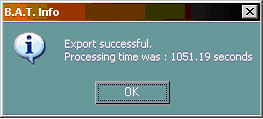 B.A.T. Info
Export successful.
Processing time was : 1051.19 seconds
OK